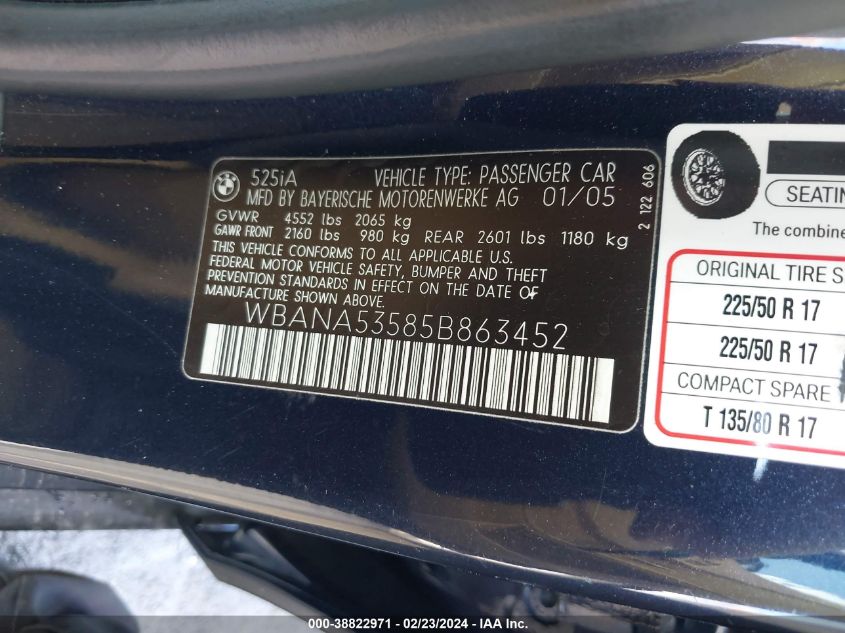 BMW
525iA VEHICLE TYPE: PASSENGER CAR
MFD BY BAYERISCHE MOTORENWERKE AG 01/05
GVWR 4552 lbs 2065 kg
GAWR FRONT 2160 lbs 980 kg REAR 2601 lbs 1180 kg
THIS VEHICLE CONFORMS TO ALL APPLICABLE U.S.
FEDERAL MOTOR VEHICLE SAFETY, BUMPER AND THEFT
PREVENTION STANDARDS IN EFFECT ON THE DATE OF
MANUFACTURE SHOWN ABOVE.
WBANA53585B863452
2 122 606
SEATIN
The combine
ORIGINAL TIRE S
225/50 R 17
225/50 R 17
COMPACT SPARE
T 135/80 R 17
000-38822971 - 02/23/2024 - IAA Inc.